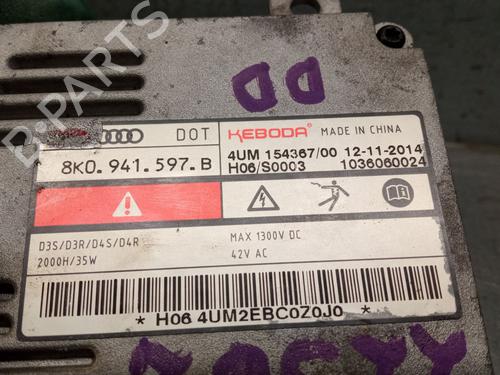 DD
DOT
KEBODA
MADE IN CHINA
8K0.941.597.B
4UM 154367/00 12-11-2014
H06/S0003 1036060024
D3S/D3R/D4S/D4R
2000H/35W
MAX 1300V DC
42V AC
* H06 4UM2EBC0Z0J0 *